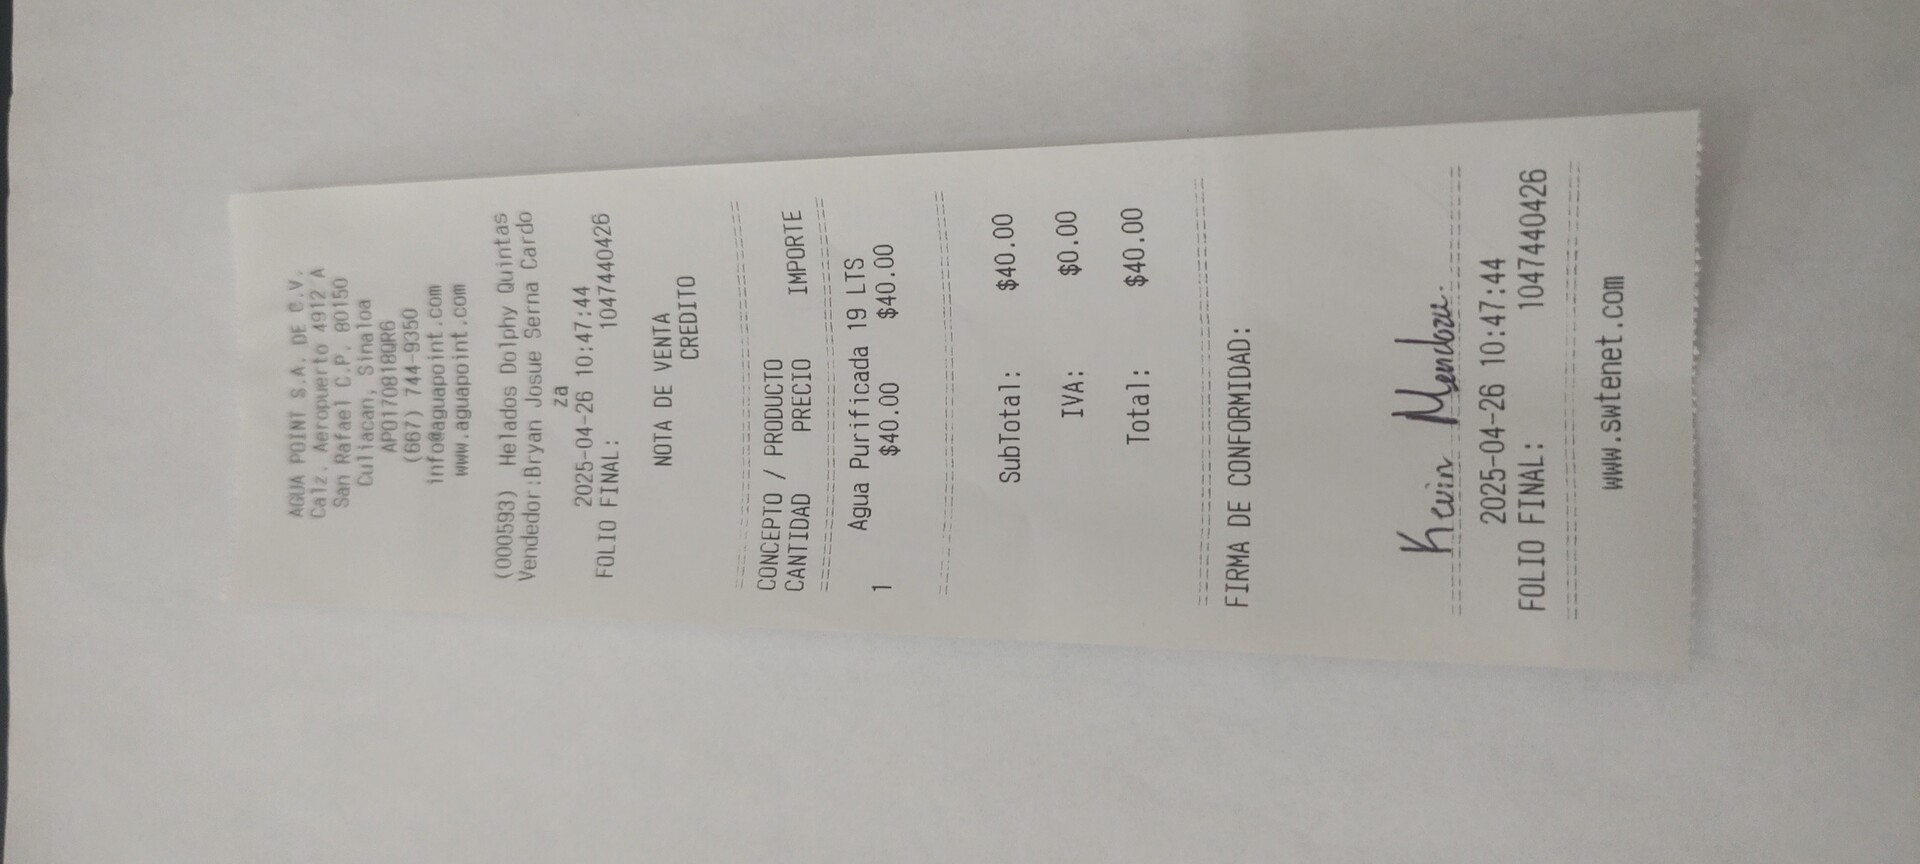 AGUA POINT S.A. DE C.V.
Calz. Aeropuerto 4912 A
San Rafael C.P. 80150
Culiacan, Sinaloa
APO170818QR6
(667) 744-9350
info@aguapoint.com
www.aguapoint.com
(000593) Helados Dolphy Quintas
Vendedor:Bryan Josue Serna Cardo
za
2025-04-26 10:47:44
FOLIO FINAL: 1047440426
NOTA DE VENTA
CREDITO
CONCEPTO / PRODUCTO
CANTIDAD PRECIO IMPORTE
Agua Purificada 19 LTS
1 $40.00 $40.00
SubTotal: $40.00
IVA: $0.00
Total: $40.00
FIRMA DE CONFORMIDAD:
Kevin Mendoza.
2025-04-26 10:47:44
FOLIO FINAL: 1047440426
www.swtenet.com